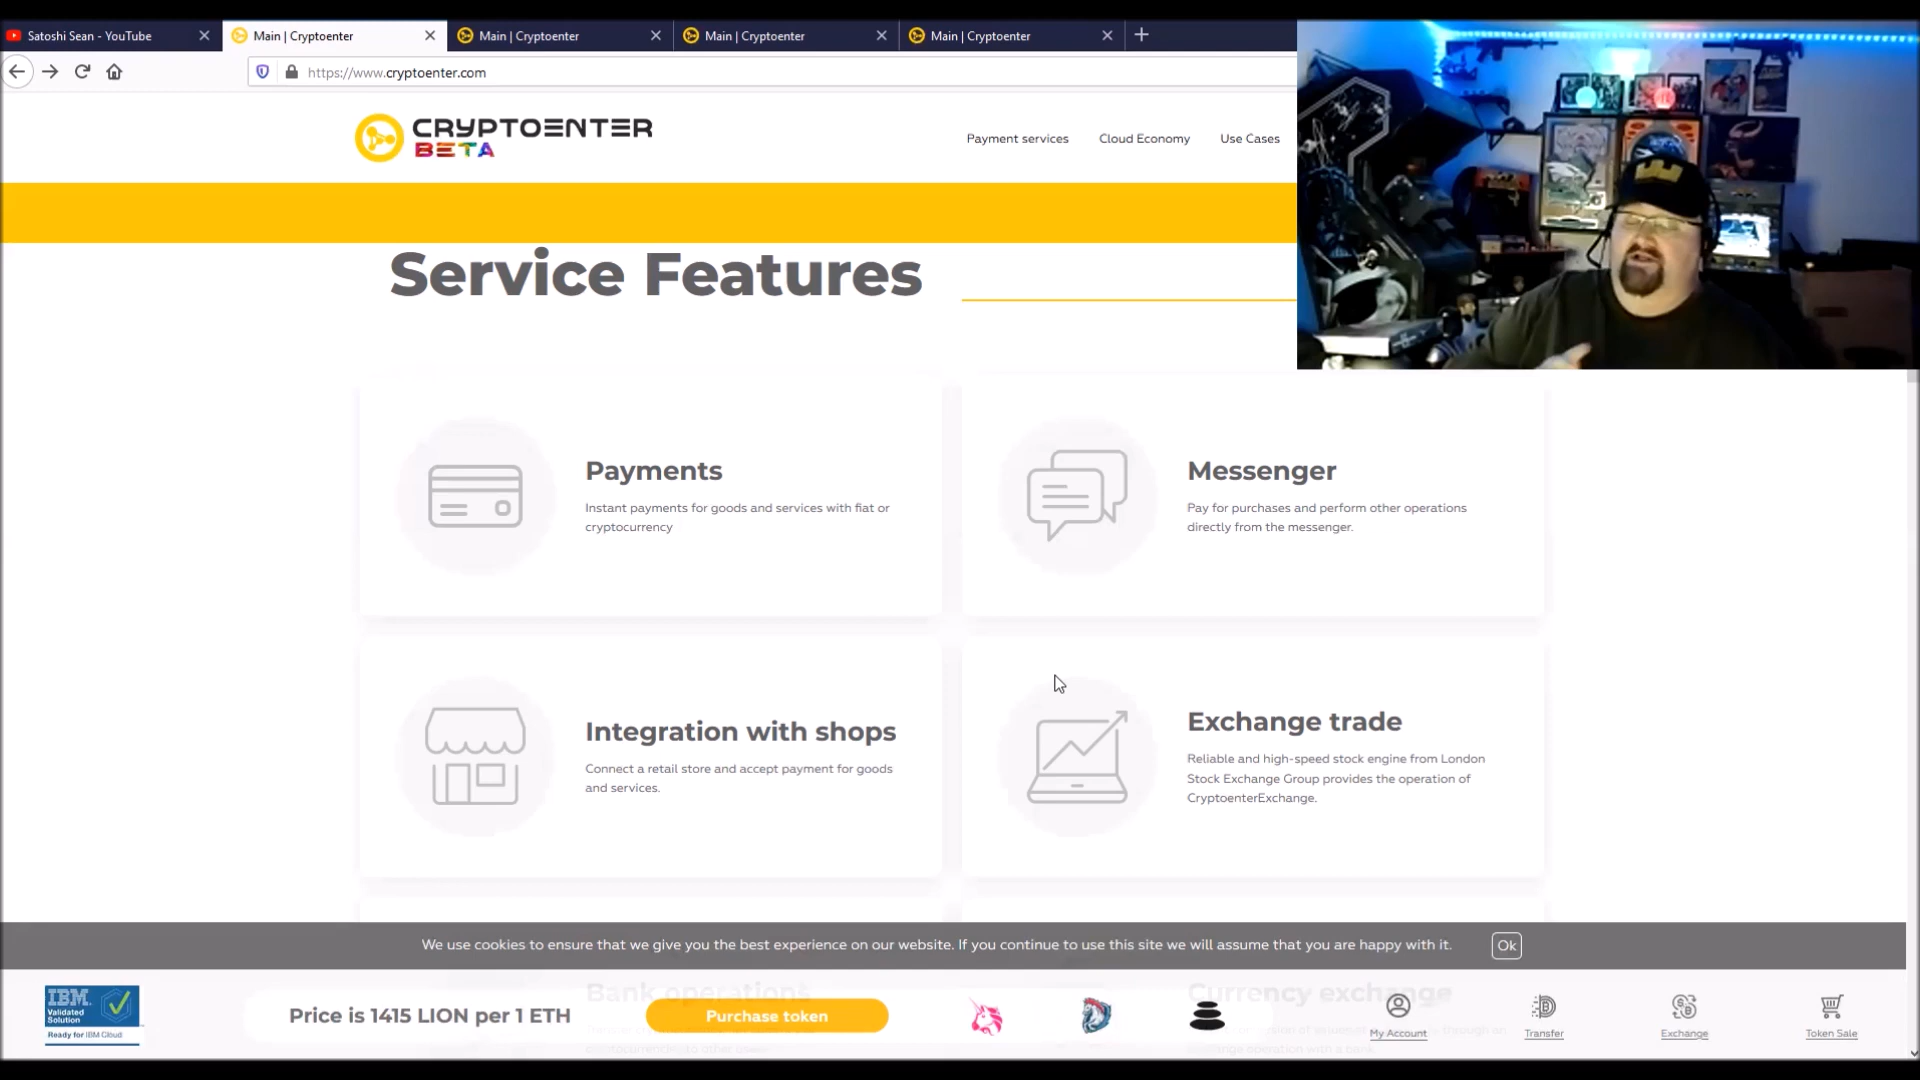 Satoshi Sean - YouTube
Main | Cryptoenter
Main | Cryptoenter
Main | Cryptoenter
Main | Cryptoenter
https://www.cryptoenter.com
CRYPTOENTER
BETA
Payment services
Cloud Economy
Use Cases
Service Features
Payments
Instant payments for goods and services with fiat or
cryptocurrency
Messenger
Pay for purchases and perform other operations
directly from the messenger.
Integration with shops
Connect a retail store and accept payment for goods
and services.
Exchange trade
Reliable and high-speed stock engine from London
Stock Exchange Group provides the operation of
CryptoenterExchange.
We use cookies to ensure that we give you the best experience on our website. If you continue to use this site we will assume that you are happy with it.
Ok
Bank operations
Currency exchange
IBM.
Validated
Solution
Ready for IBM Cloud
Price is 1415 LION per 1 ETH
Purchase token
My Account
Transfer
Exchange
Token Sale